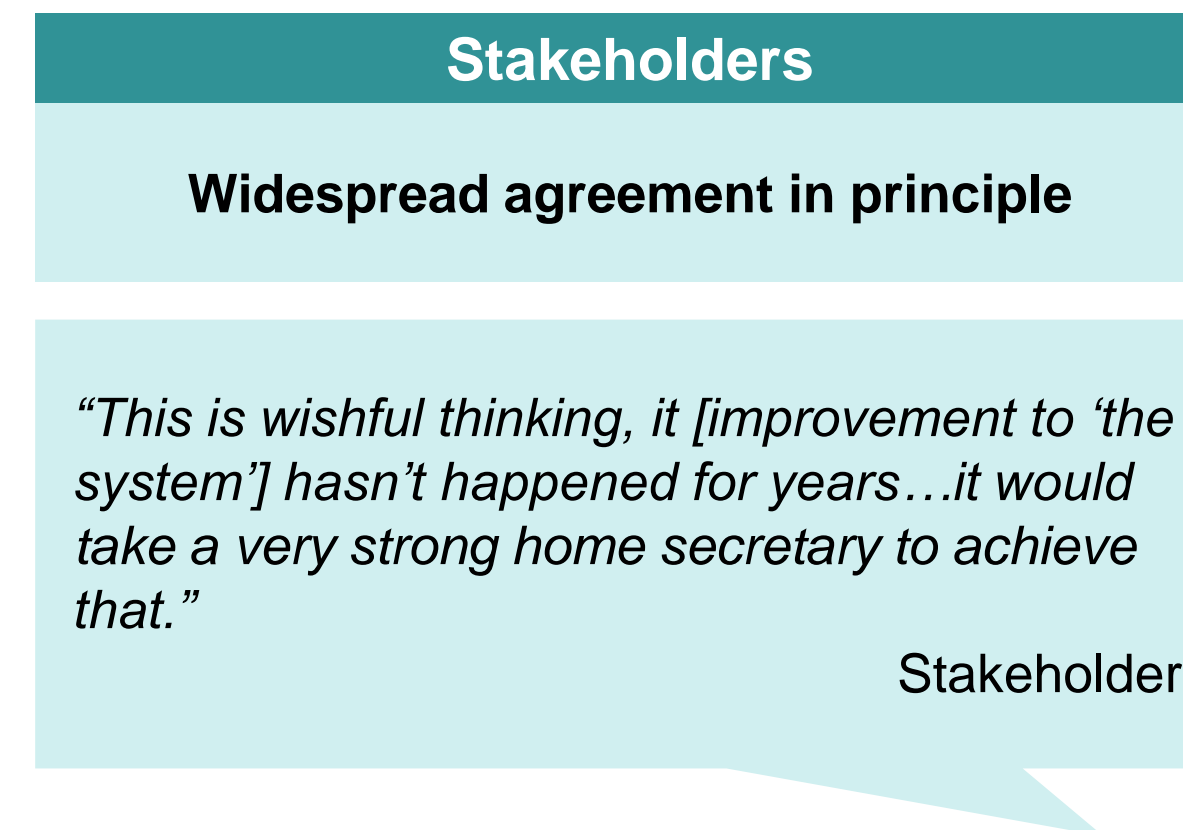 Stakeholders
Widespread agreement in principle
“This is wishful thinking, it [improvement to ‘the
system’] hasn’t happened for years…it would
take a very strong home secretary to achieve
that.”
Stakeholder